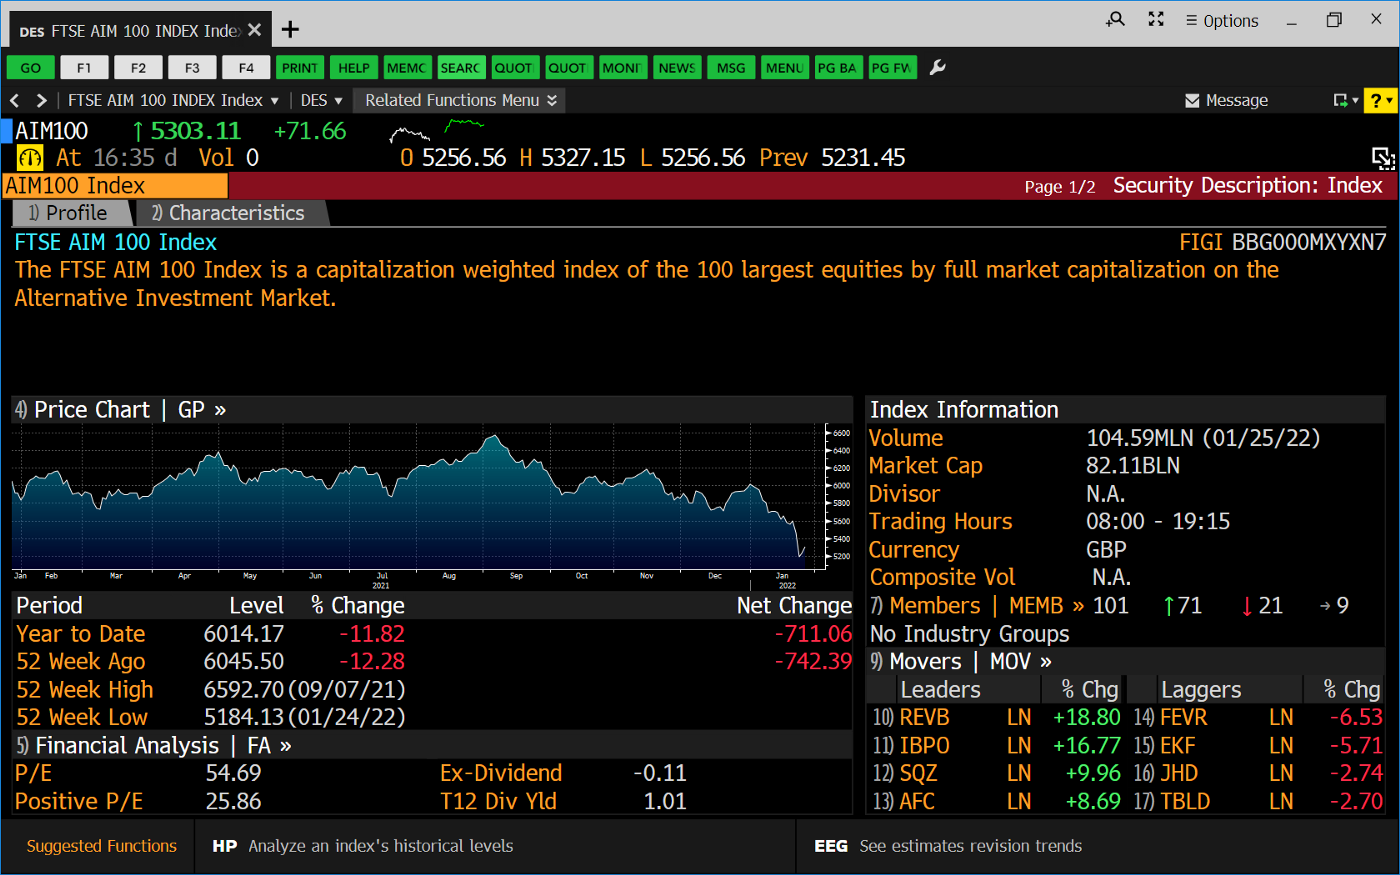 DES FTSE AIM 100 INDEX Inde
Options
GO F1 F2 F3 F4 PRINT HELP MEMC SEARC QUOT QUOT MONI NEWS MSG MENU PG BA PG FW
FTSE AIM 100 INDEX Index DES Related Functions Menu Message ?
AIM100 ↑ 5303.11 +71.66
At 16:35 d Vol 0 O 5256.56 H 5327.15 L 5256.56 Prev 5231.45
AIM100 Index Page 1/2 Security Description: Index
1) Profile 2) Characteristics
FTSE AIM 100 Index FIGI BBG000MXYXN7
The FTSE AIM 100 Index is a capitalization weighted index of the 100 largest equities by full market capitalization on the
Alternative Investment Market.
4) Price Chart | GP »
6600
6400
6200
6000
5800
5600
5400
5200
Jan Feb Mar Apr May Jun Jul Aug Sep Oct Nov Dec Jan
2021 2022
Period Level % Change Net Change
Year to Date 6014.17 -11.82 -711.06
52 Week Ago 6045.50 -12.28 -742.39
52 Week High 6592.70 (09/07/21)
52 Week Low 5184.13 (01/24/22)
5) Financial Analysis | FA »
P/E 54.69 Ex-Dividend -0.11
Positive P/E 25.86 T12 Div Yld 1.01
Index Information
Volume 104.59MLN (01/25/22)
Market Cap 82.11BLN
Divisor N.A.
Trading Hours 08:00 - 19:15
Currency GBP
Composite Vol N.A.
7) Members | MEMB » 101 ↑71 ↓21 →9
No Industry Groups
9) Movers | MOV »
Leaders % Chg Laggers % Chg
10) REVB LN +18.80 14) FEVR LN -6.53
11) IBPO LN +16.77 15) EKF LN -5.71
12) SQZ LN +9.96 16) JHD LN -2.74
13) AFC LN +8.69 17) TBLD LN -2.70
Suggested Functions HP Analyze an index's historical levels EEG See estimates revision trends